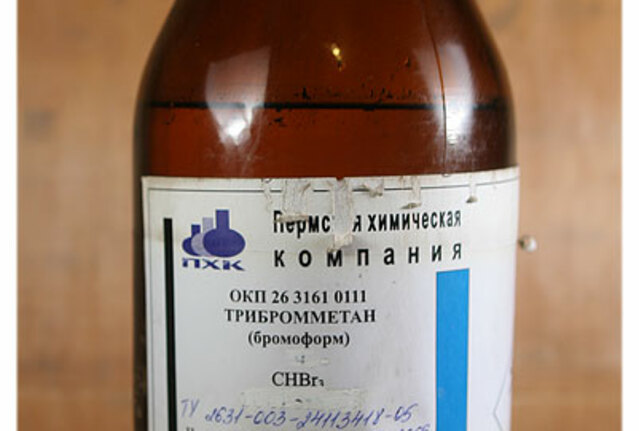 Пермская химическая
компания
ПХК
ОКП 26 3161 0111
ТРИБРОММЕТАН
(бромоформ)
CHBr₃
ТУ 2631-003-24113418-05